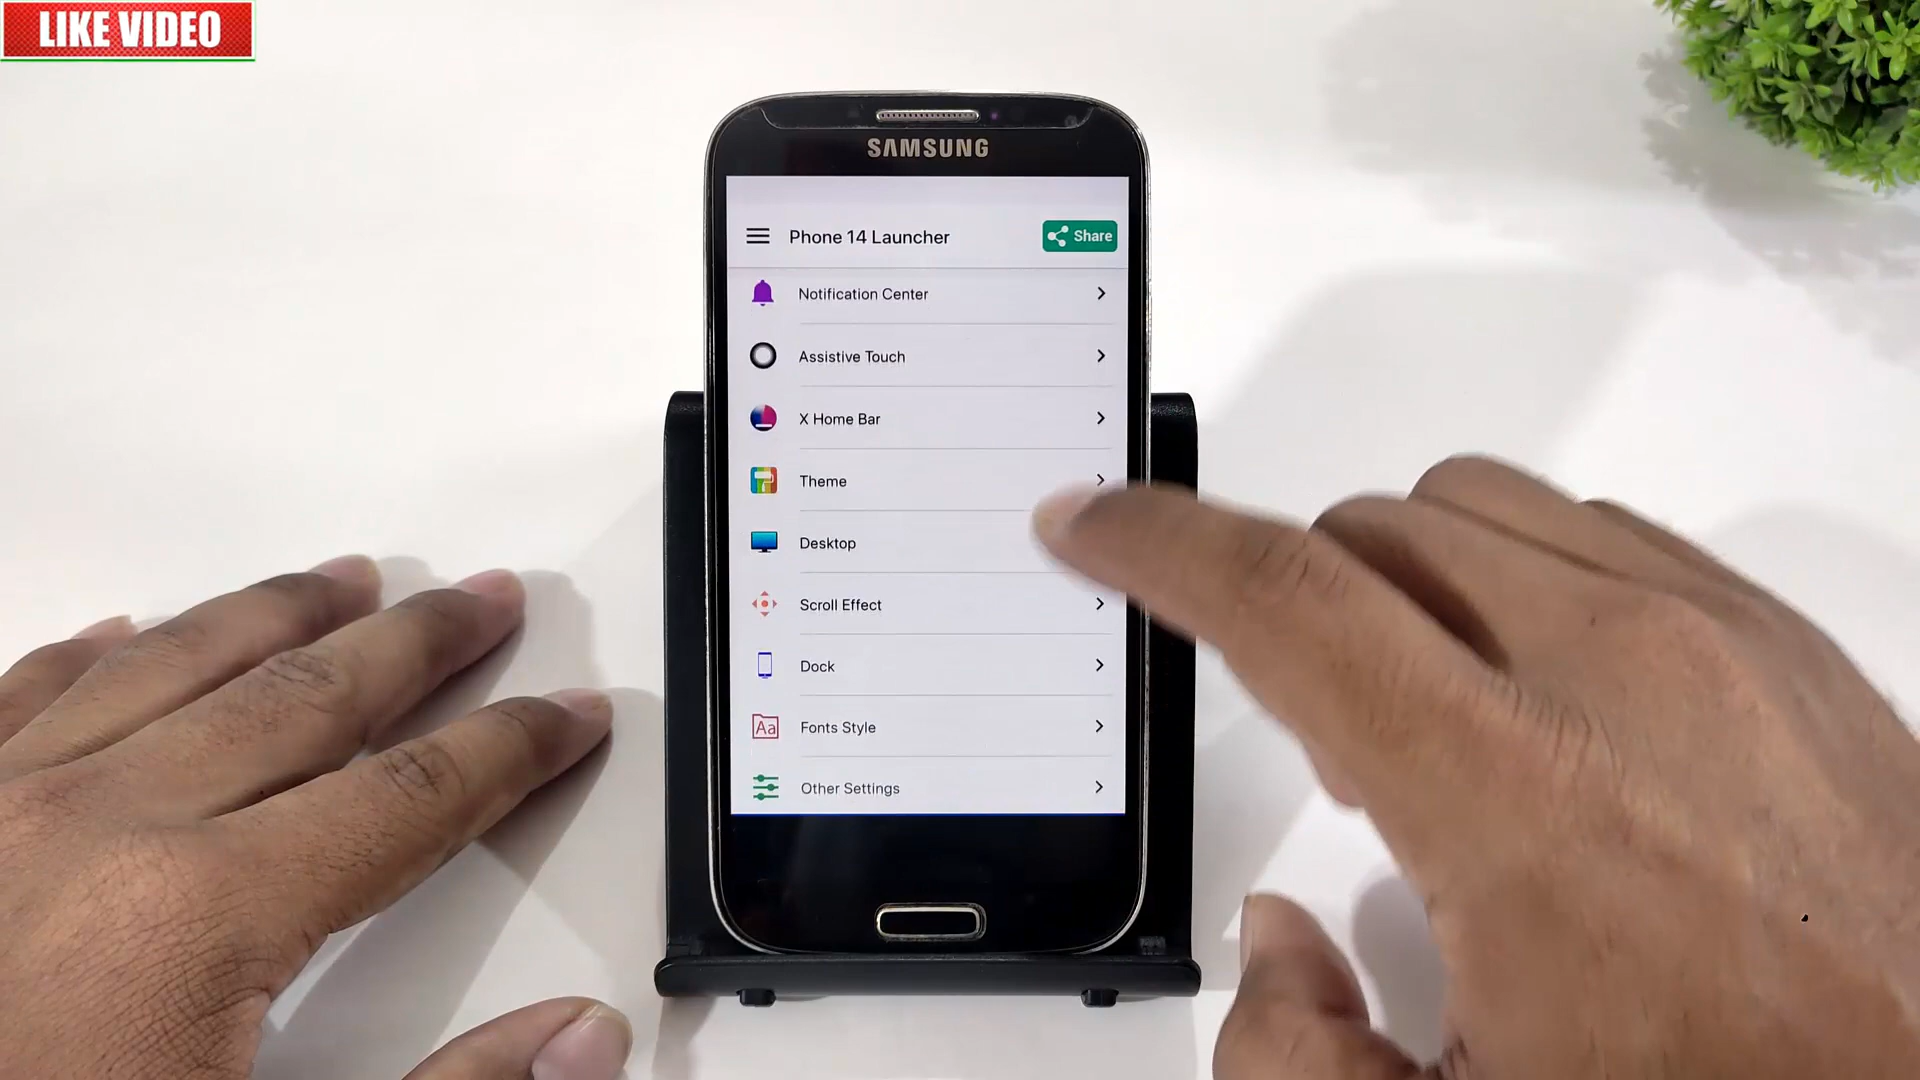 LIKE VIDEO
SAMSUNG
Phone 14 Launcher
Share
Notification Center
Assistive Touch
X Home Bar
Theme
Desktop
Scroll Effect
Dock
Aa
Fonts Style
Other Settings